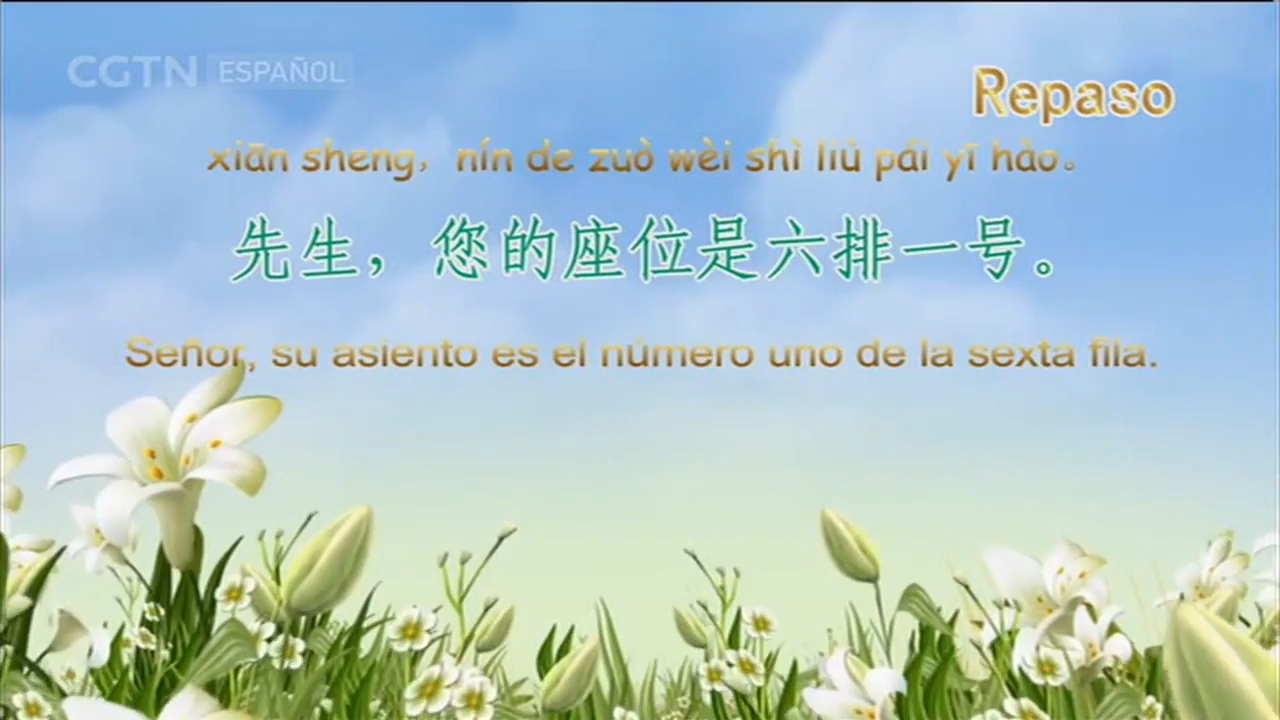 CGTN ESPAÑOL
Repaso
xiān sheng，nín de zuò wèi shì liù pái yī hào。
先生，您的座位是六排一号。
Señor, su asiento es el número uno de la sexta fila.